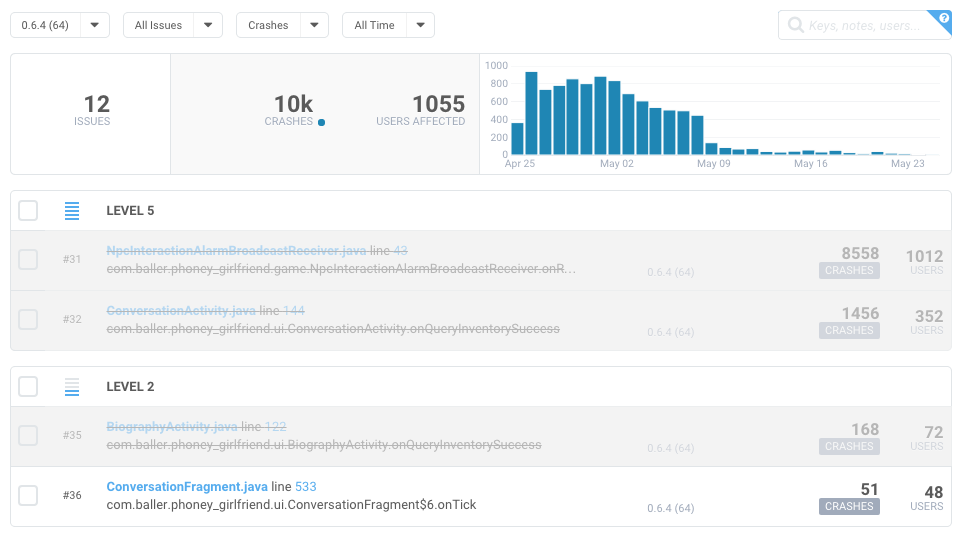 0.6.4 (64)
All Issues
Crashes
All Time
Keys, notes, users...
?
12
ISSUES
10k
CRASHES
1055
USERS AFFECTED
1000
800
600
400
200
0
Apr 25
May 02
May 09
May 16
May 23
LEVEL 5
#31
NpcInteractionAlarmBroadcastReceiver.java line 43
com.baller.phoney_girlfriend.game.NpcInteractionAlarmBroadcastReceiver.onR...
0.6.4 (64)
8558
CRASHES
1012
USERS
#32
ConversationActivity.java line 144
com.baller.phoney_girlfriend.ui.ConversationActivity.onQueryInventorySuccess
0.6.4 (64)
1456
CRASHES
352
USERS
LEVEL 2
#35
BiographyActivity.java line 122
com.baller.phoney_girlfriend.ui.BiographyActivity.onQueryInventorySuccess
0.6.4 (64)
168
CRASHES
72
USERS
#36
ConversationFragment.java line 533
com.baller.phoney_girlfriend.ui.ConversationFragment$6.onTick
0.6.4 (64)
51
CRASHES
48
USERS